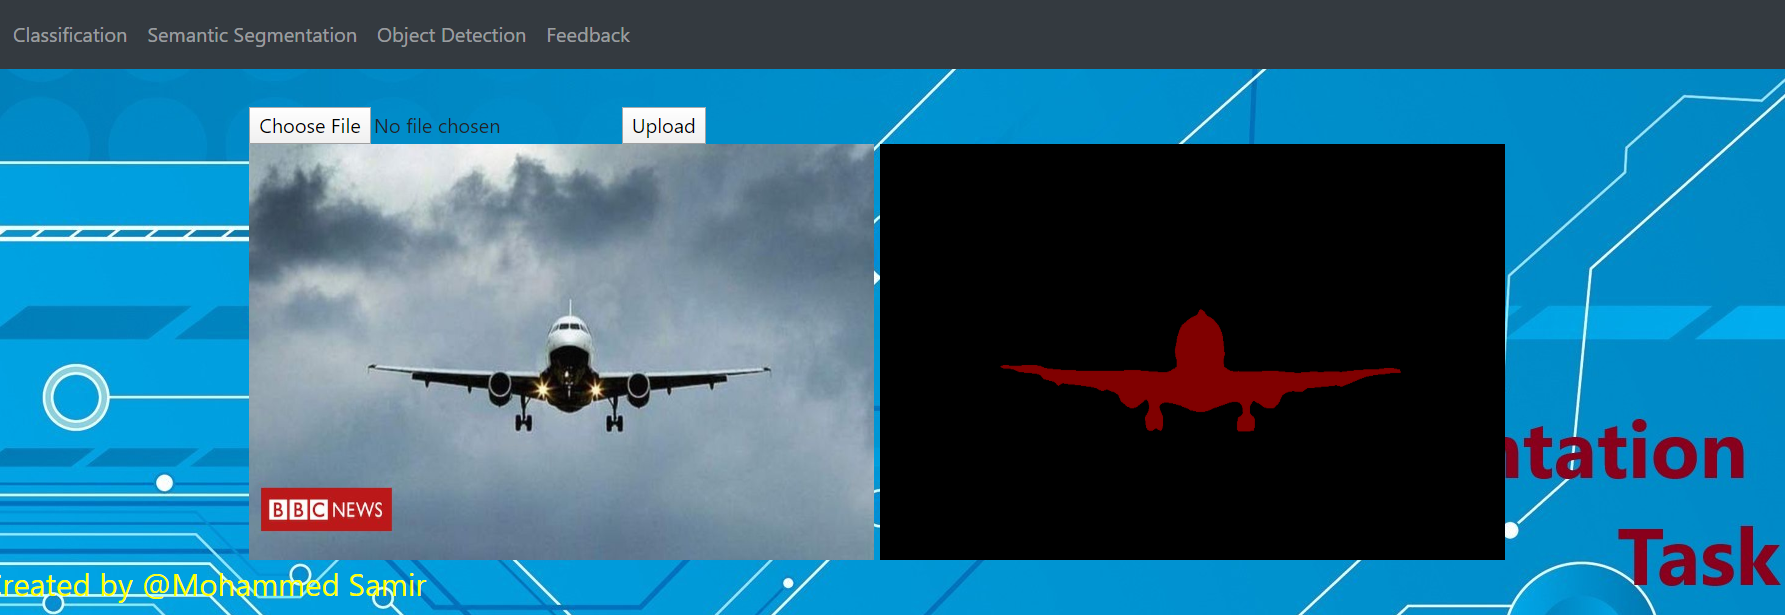 Classification Semantic Segmentation Object Detection Feedback
Choose File No file chosen Upload
ntation
BBC NEWS
Task
Created by @Mohammed Samir